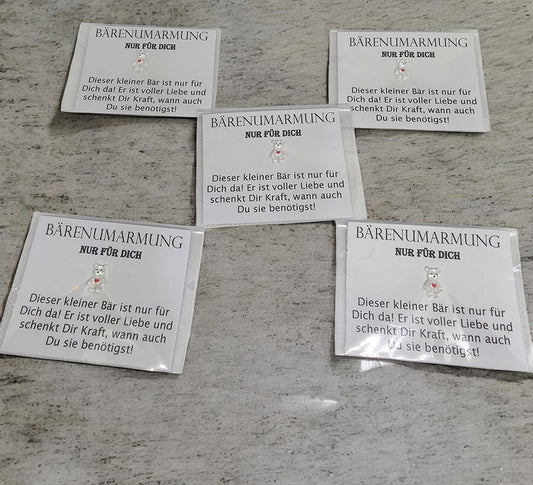 BÄRENUMARMUNG
NUR FÜR DICH
Dieser kleiner Bär ist nur für
Dich da! Er ist voller Liebe und
schenkt Dir Kraft, wann auch
Du sie benötigst!
BÄRENUMARMUNG
NUR FÜR DICH
Dieser kleiner Bär ist nur für
Dich da! Er ist voller Liebe und
schenkt Dir Kraft, wann auch
Du sie benötigst!
BÄRENUMARMUNG
NUR FÜR DICH
Dieser kleiner Bär ist nur für
Dich da! Er ist voller Liebe und
schenkt Dir Kraft, wann auch
Du sie benötigst!
BÄRENUMARMUNG
NUR FÜR DICH
Dieser kleiner Bär ist nur für
Dich da! Er ist voller Liebe und
schenkt Dir Kraft, wann auch
Du sie benötigst!
BÄRENUMARMUNG
NUR FÜR DICH
Dieser kleiner Bär ist nur für
Dich da! Er ist voller Liebe und
schenkt Dir Kraft, wann auch
Du sie benötigst!